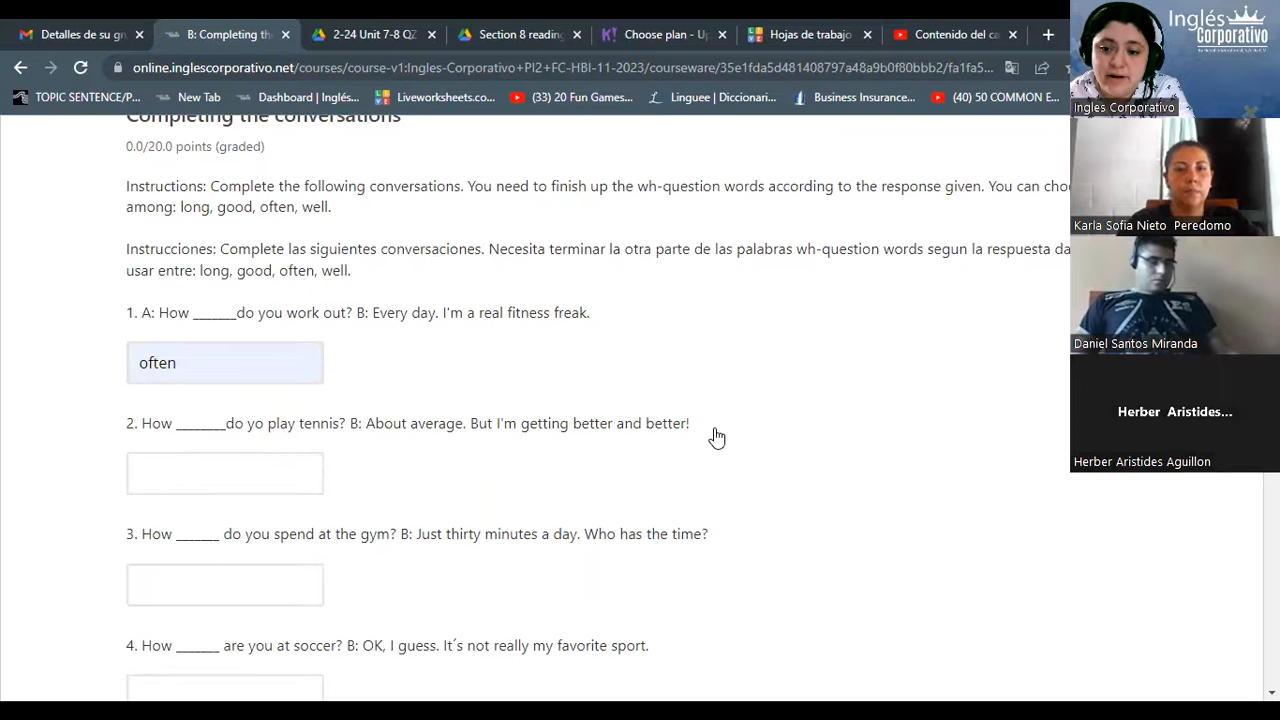 Detalles de su gr
B: Completing the
2-24 Unit 7-8 QZ
Section 8 reading
Choose plan - Up
Hojas de trabajo
Contenido del ca
online.inglescorporativo.net/courses/course-v1:Ingles-Corporativo+PI2+PI-HBI-11-2023/courseware/35e1fda5d481408797a48a9b0f80bbb2/fa1fa5...
TOPIC SENTENCE/P...
New Tab
Dashboard | Inglés...
Liveworksheets.co...
(33) 20 Fun Games...
Linguee | Diccionari...
Business Insurance...
(40) 50 COMMON E...
Inglés
Corporativo
Ingles Corporativo
Completing the conversations
0.0/20.0 points (graded)
Instructions: Complete the following conversations. You need to finish up the wh-question words according to the response given. You can cho
among: long, good, often, well.
Instrucciones: Complete las siguientes conversaciones. Necesita terminar la otra parte de las palabras wh-question words segun la respuesta da
usar entre: long, good, often, well.
1. A: How _______do you work out? B: Every day. I'm a real fitness freak.
often
2. How ________do yo play tennis? B: About average. But I'm getting better and better!
3. How _______ do you spend at the gym? B: Just thirty minutes a day. Who has the time?
4. How _______ are you at soccer? B: OK, I guess. It´s not really my favorite sport.
Karla Sofia Nieto Peredomo
Daniel Santos Miranda
Herber Aristides...
Herber Aristides Aguillon